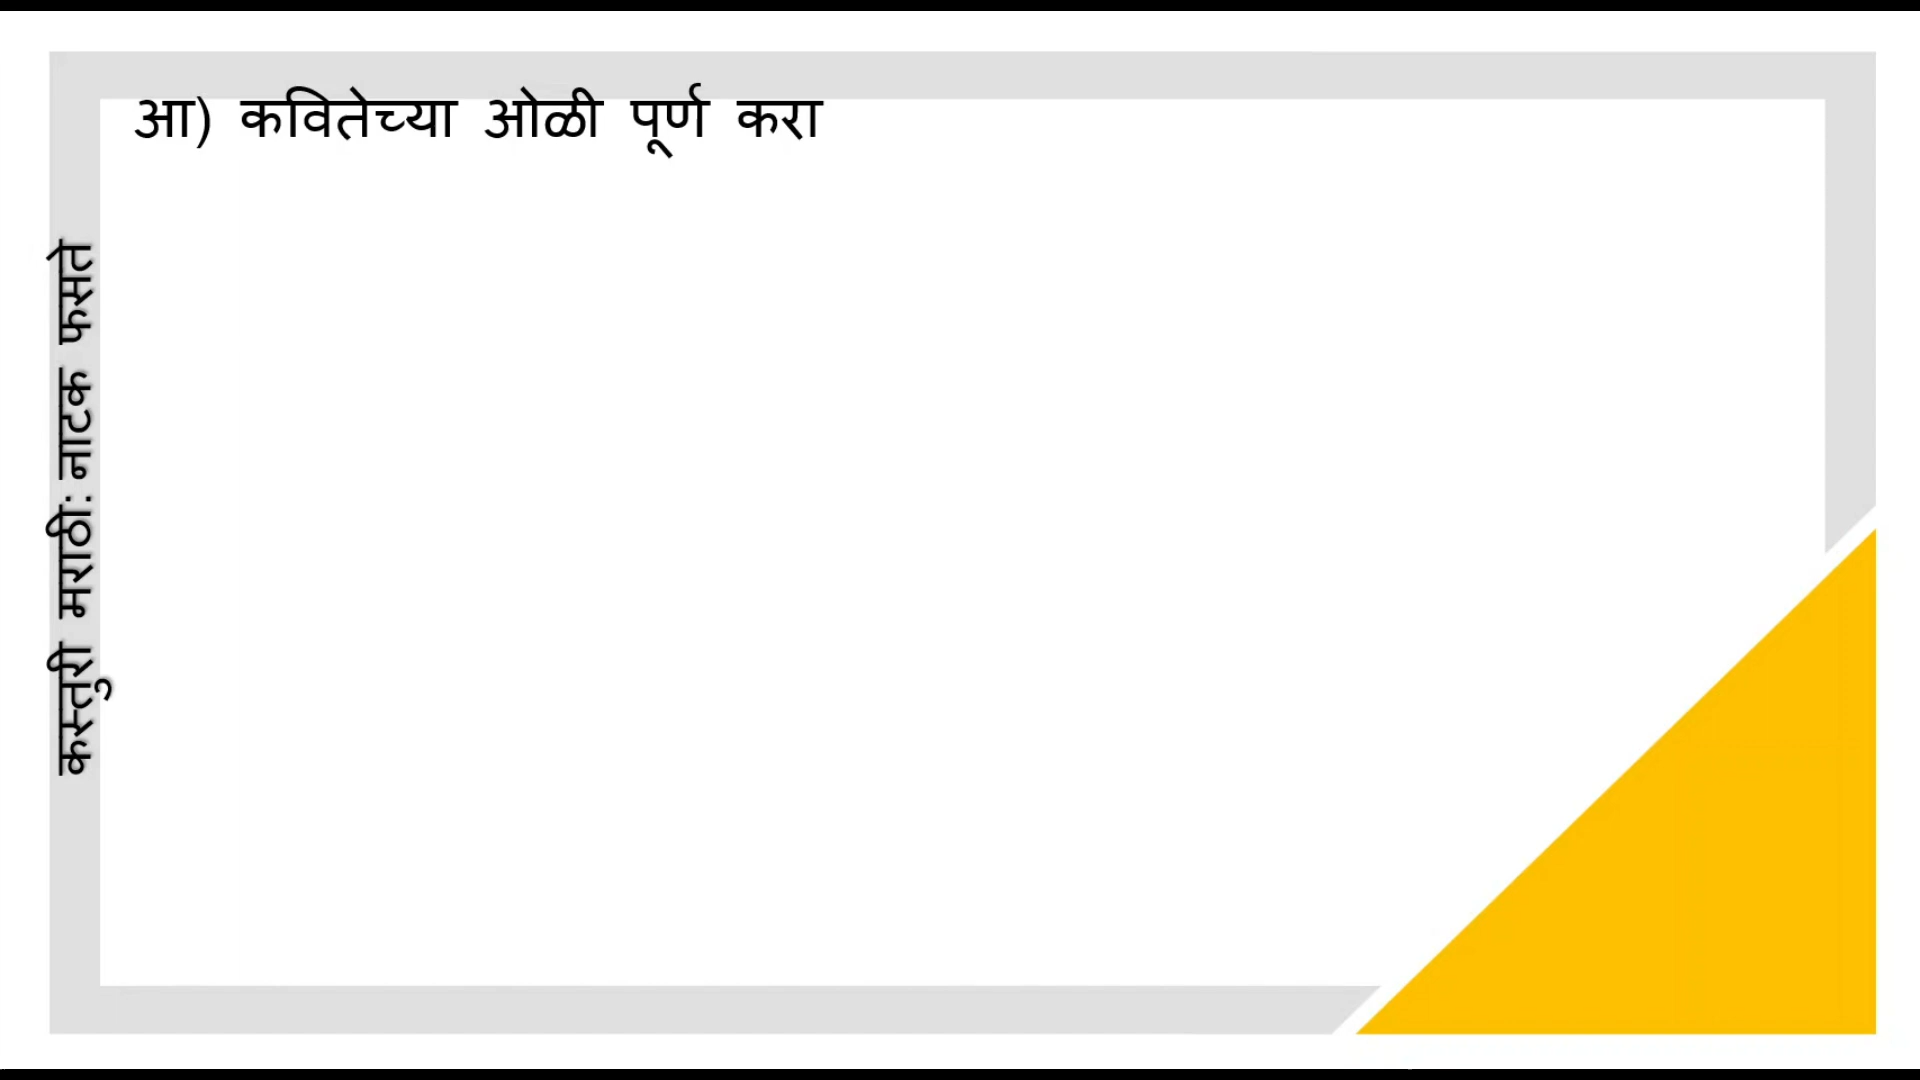 आ) कवितेच्या ओळी पूर्ण करा
कस्तुरी मराठी: नाटक फसते